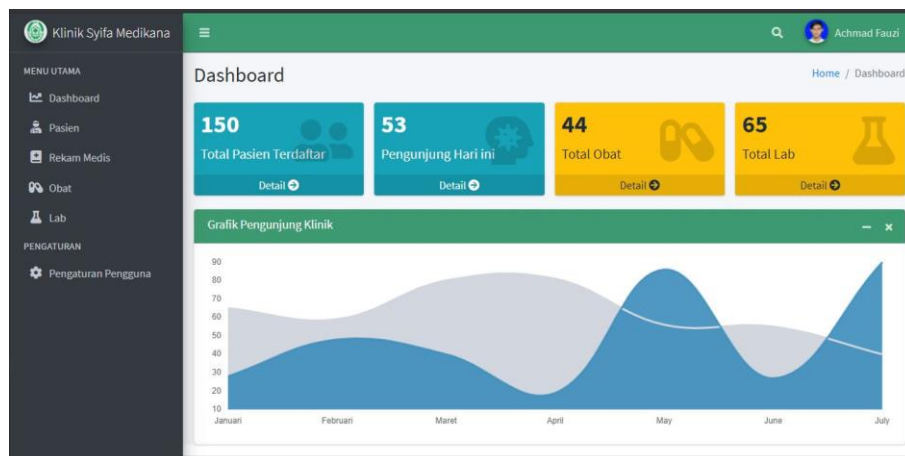 Klinik Syifa Medikana
Achmad Fauzi
MENU UTAMA
Dashboard
Pasien
Rekam Medis
Obat
Lab
PENGATURAN
Pengaturan Pengguna
Dashboard
Home / Dashboard
150
Total Pasien Terdaftar
Detail
53
Pengunjung Hari ini
Detail
44
Total Obat
Detail
65
Total Lab
Detail
Grafik Pengunjung Klinik
90
80
70
60
50
40
30
20
10
Januari Februari Maret April May June July